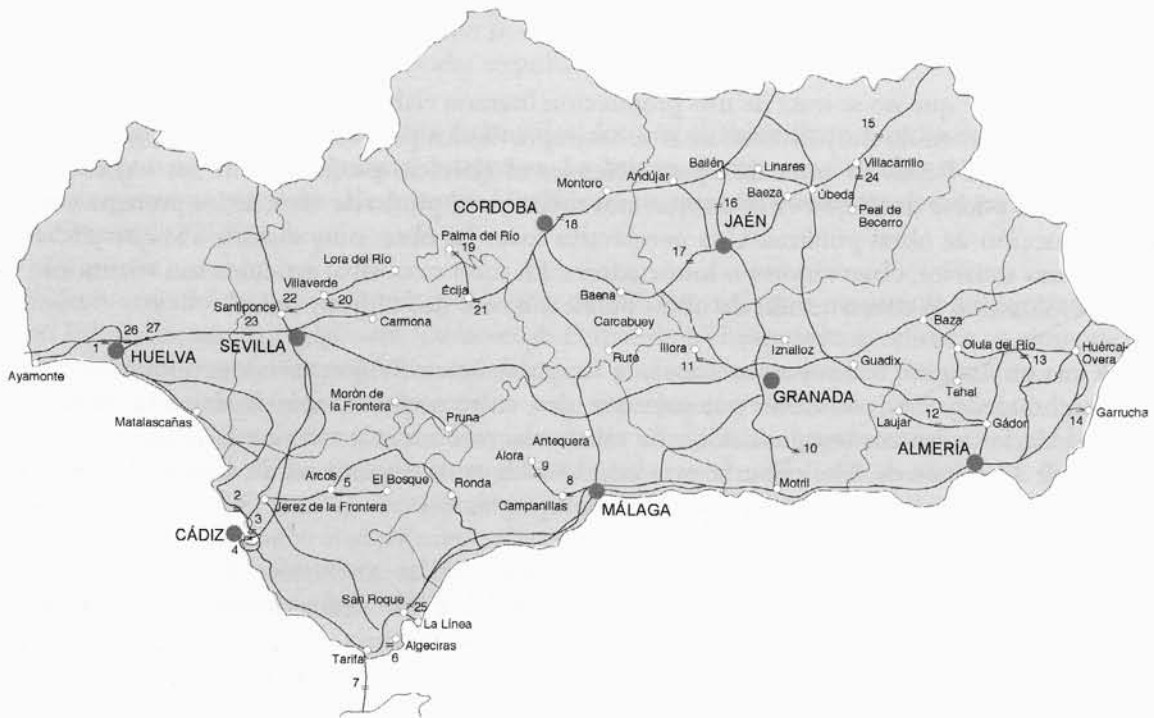 15
Bailén
Linares
Villacarrillo
24
Andújar
Montoro
Baeza
Úbeda
16
Peal de
Becerro
CÓRDOBA
18
JAÉN
Palma del Río
19
17
Lora del Río
Villaverde
Écija
22
20
21
Baena
Santiponce
Carmona
23
Carcabuey
Baza
26
27
1
HUELVA
SEVILLA
Rute
Illora
Iznalloz
Olula del Río
Huércal-
Overa
11
Guadix
13
Ayamonte
GRANADA
Tahal
Moròn de
la Frontera
Pruna
Matalascañas
Laujar
12
Gádor
14
Garrucha
Antequera
10
ALMERÍA
Álora
9
Arcos
5
El Bosque
Ronda
8
Motril
2
Jerez de la Frontera
Campanillas
MÁLAGA
3
CÁDIZ
4
San Roque
25
La Línea
Algeciras
Tarifa
6
7